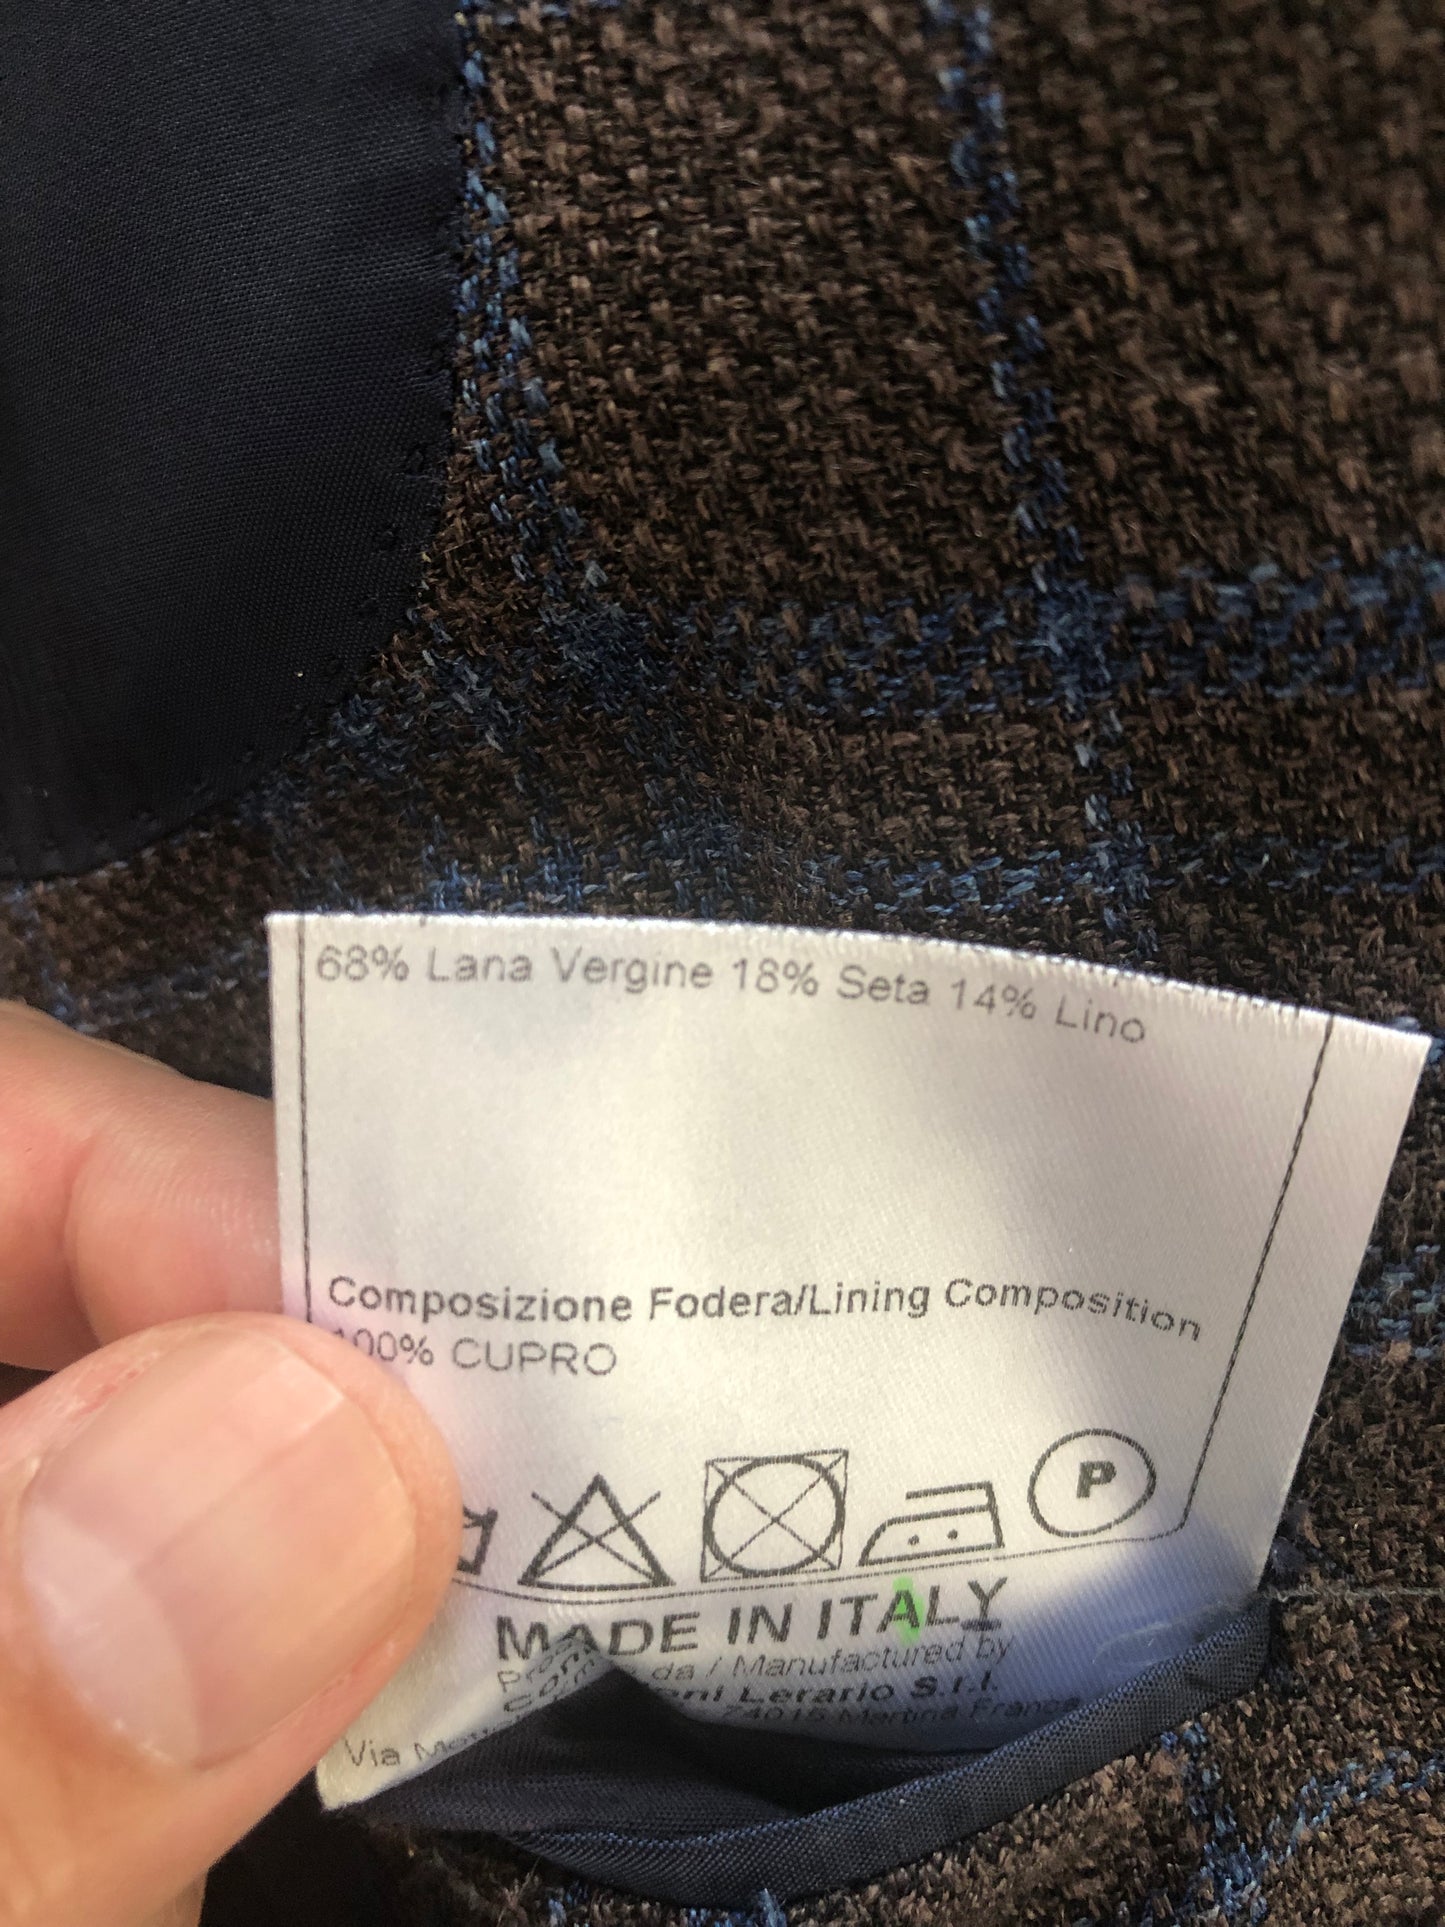 68% Lana Vergine 18% Seta 14% Lino
Composizione Fodera/Lining Composition
100% CUPRO
P
MADE IN ITALY
da / Manufactured by
Lerario S.r.l.
Via 74015 Martina Franca